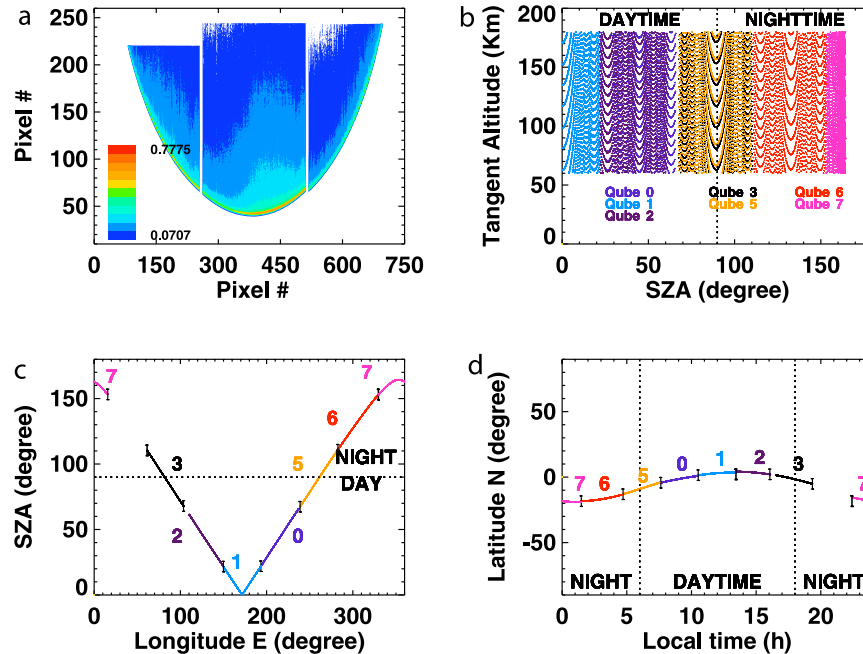 a
Pixel #
250
200
150
100
50
0.7775
0.0707
0 150 300 450 600 750
Pixel #
b
DAYTIME NIGHTTIME
Tangent Altitude (Km)
200
150
100
50
0
Qube 0 Qube 3 Qube 6
Qube 1 Qube 5 Qube 7
Qube 2
0 50 100 150
SZA (degree)
c
SZA (degree)
150
100
50
0
7 7
6
3 5 NIGHT
DAY
2 1 0
0 100 200 300
Longitude E (degree)
d
Latitude N (degree)
50
0
-50
7 6 5 0 1 2 3 7
NIGHT DAYTIME NIGHT
0 5 10 15 20
Local time (h)